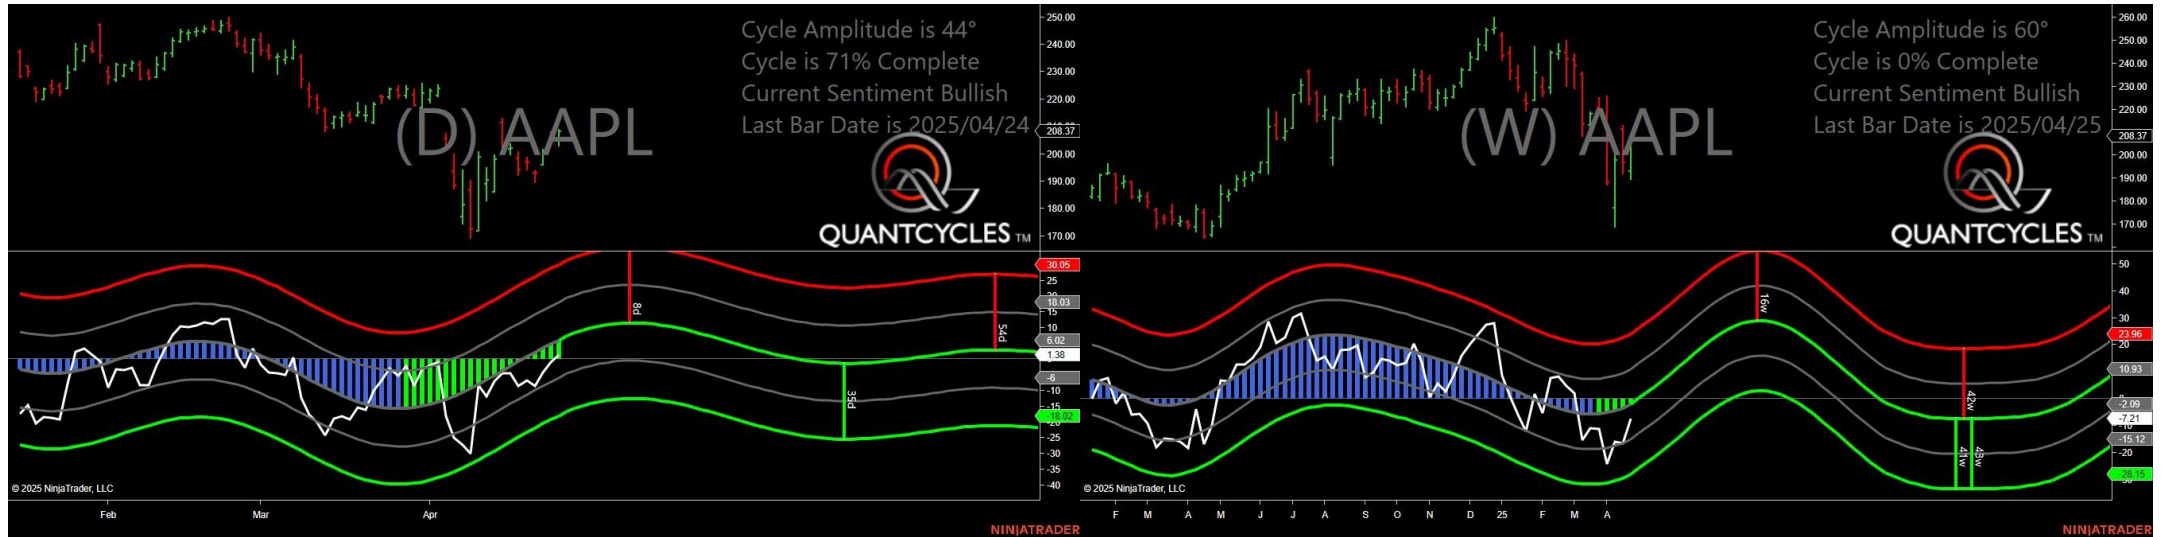 Cycle Amplitude is 44°
Cycle is 71% Complete
Current Sentiment Bullish
Last Bar Date is 2025/04/24
(D) AAPL
QUANTCYCLES TM
250.00
240.00
230.00
220.00
208.37
200.00
190.00
180.00
170.00
30.05
25
18.03
15
10
6.02
1.38
-6
-10
-15
-18.02
-25
-30
-35
-40
8d
35d
54d
© 2025 NinjaTrader, LLC
Feb
Mar
Apr
NINJATRADER
Cycle Amplitude is 60°
Cycle is 0% Complete
Current Sentiment Bullish
Last Bar Date is 2025/04/25
(W) AAPL
QUANTCYCLES TM
260.00
250.00
240.00
230.00
220.00
208.37
200.00
190.00
180.00
170.00
50
40
30
23.96
20
10.93
-2.09
-7.21
-10
-15.12
-20
-28.15
16w
42w
41w
43w
© 2025 NinjaTrader, LLC
F M A M J J A S O N D 25 F M A
NINJATRADER